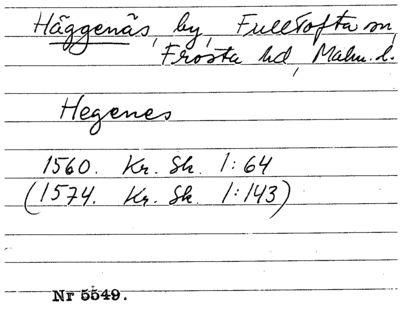 Häggenäs, by, Fulltofta sn,
Frosta hd, Malm. l.
Hegenes
1560. Kr. Sk. 1:64
(1574. Kr. Sk. 1:143)
Nr 5549.